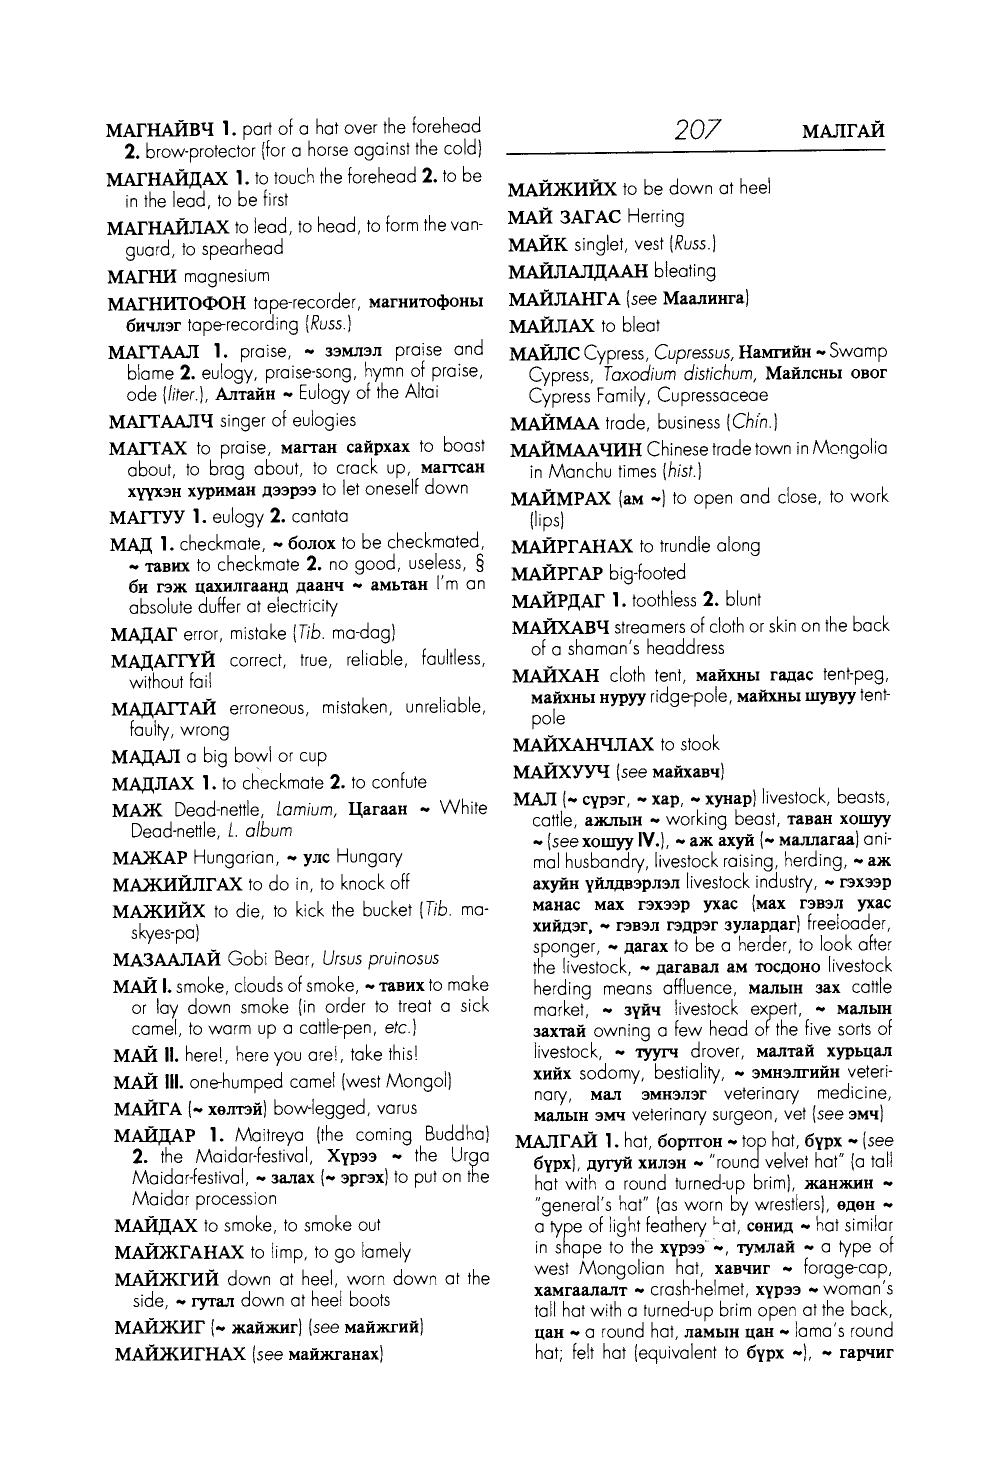 207 МАЛГАЙ
МАГНАЙВЧ 1. part of a hat over the forehead
2. brow-protector (for a horse against the cold)
МАГНАЙДАХ 1. to touch the forehead 2. to be
in the lead, to be first
МАГНАЙЛАХ to lead, to head, to form the van-
guard, to spearhead
МАГНИ magnesium
МАГНИТОФОН tape-recorder, магнитофоны
бичлэг tape-recording (Russ.)
МАГТААЛ 1. praise, ~ зэмлэл praise and
blame 2. eulogy, praise-song, hymn of praise,
ode (liter.), Алтайн ~ Eulogy of the Altai
МАГТААЛЧ singer of eulogies
МАГТАХ to praise, магтан сайрхах to boast
about, to brag about, to crack up, магтсан
хүүхэн хуриман дээрээ to let oneself down
МАГТУУ 1. eulogy 2. cantata
МАД 1. checkmate, ~ болох to be checkmated,
~ тавих to checkmate 2. no good, useless, §
би гэж цахилгаанд даанч ~ амьтан I'm an
absolute duffer at electricity
МАДАГ error, mistake (Tib. ma-dag)
МАДАГГҮЙ correct, true, reliable, faultless,
without fail
МАДАГТАЙ erroneous, mistaken, unreliable,
faulty, wrong
МАДАЛ a big bowl or cup
МАДЛАХ 1. to checkmate 2. to confute
МАЖ Dead-nettle, Lamium, Цагаан ~ White
Dead-nettle, L. album
МАЖАР Hungarian, ~ улс Hungary
МАЖИЙЛГАХ to do in, to knock off
МАЖИЙХ to die, to kick the bucket (Tib. ma-
skyes-pa)
МАЗААЛАЙ Gobi Bear, Ursus pruinosus
МАЙ I. smoke, clouds of smoke, ~ тавих to make
or lay down smoke (in order to treat a sick
camel, to warm up a cattle-pen, etc.)
МАЙ II. here!, here you are!, take this!
МАЙ III. one-humped camel (west Mongol)
МАЙГА (~ хөлтэй) bow-legged, varus
МАЙДАР 1. Maitreya (the coming Buddha)
2. the Maidar-festival, Хүрээ ~ the Urga
Maidar-festival, ~ залах (~ эргэх) to put on the
Maidar procession
МАЙДАХ to smoke, to smoke out
МАЙЖГАНАХ to limp, to go lamely
МАЙЖГИЙ down at heel, worn down at the
side, ~ гутал down at heel boots
МАЙЖИГ (~ жайжиг) (see майжгий)
МАЙЖИГНАХ (see майжганах)
МАЙЖИЙХ to be down at heel
МАЙ ЗАГАС Herring
МАЙК singlet, vest (Russ.)
МАЙЛАЛДААН bleating
МАЙЛАНГА (see Маалинга)
МАЙЛАХ to bleat
МАЙЛС Cypress, Cupressus, Намгийн ~ Swamp
Cypress, Taxodium distichum, Майлсны овог
Cypress Family, Cupressaceae
МАЙМАА trade, business (Chin.)
МАЙМААЧИН Chinese trade town in Mongolia
in Manchu times (hist.)
МАЙМРАХ (ам ~) to open and close, to work
(lips)
МАЙРГАНАХ to trundle along
МАЙРГАР big-footed
МАЙРДАГ 1. toothless 2. blunt
МАЙХАВЧ streamers of cloth or skin on the back
of a shaman's headdress
МАЙХАН cloth tent, майхны гадас tent-peg,
майхны нуруу ridge-pole, майхны шувуу tent-
pole
МАЙХАНЧЛАХ to stook
МАЙХУУЧ (see майхавч)
МАЛ (~ сүрэг, ~ хар, ~ хунар) livestock, beasts,
cattle, ажлын ~ working beast, таван хошуу
~ (see хошуу IV.), ~ аж ахуй (~ маллагаа) ani-
mal husbandry, livestock raising, herding, ~ аж
ахуйн үйлдвэрлэл livestock industry, ~ гэхээр
манас мах гэхээр ухас (мах гэвэл ухас
хийдэг, ~ гэвэл гэдрэг зулардаг) freeloader,
sponger, ~ дагах to be a herder, to look after
the livestock, ~ дагавал ам тосдоно livestock
herding means affluence, малын зах cattle
market, ~ зүйч livestock expert, ~ малын
захтай owning a few head of the five sorts of
livestock, ~ туугч drover, малтай хурьцал
хийх sodomy, bestiality, ~ эмнэлгийн veteri-
nary, мал эмнэлэг veterinary medicine,
малын эмч veterinary surgeon, vet (see эмч)
МАЛГАЙ 1. hat, бортгон ~ top hat, бүрх ~ (see
бүрх), дугуй хилэн ~ "round velvet hat" (a tall
hat with a round turned-up brim), жанжин ~
"general's hat" (as worn by wrestlers), өдөн ~
a type of light feathery hat, сөнид ~ hat similar
in shape to the хүрээ ~, тумлай ~ a type of
west Mongolian hat, хавчиг ~ forage-cap,
хамгаалалт ~ crash-helmet, хүрээ ~ woman's
tall hat with a turned-up brim open at the back,
цан ~ a round hat, ламын цан ~ lama's round
hat; felt hat (equivalent to бүрх ~), ~ гарчиг